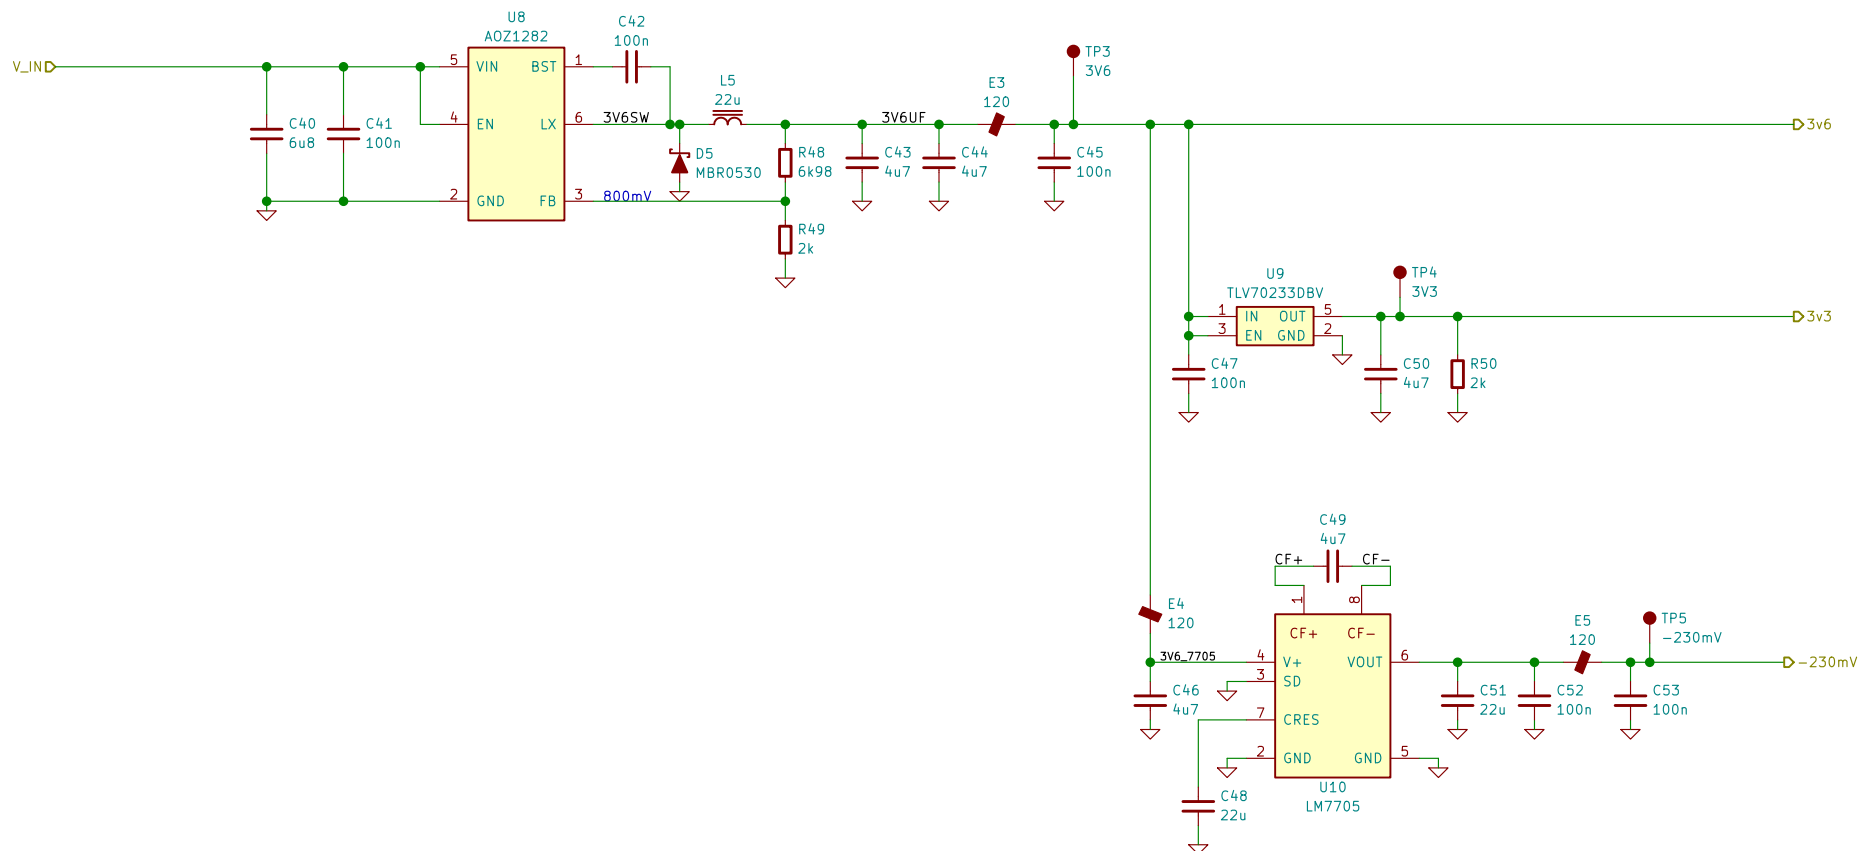 V_IN
C40
6u8
C41
100n
U8
AOZ1282
5
VIN
BST
1
4
EN
LX
6
2
GND
FB
3
C42
100n
3V6SW
800mV
D5
MBR0530
L5
22u
R48
6k98
R49
2k
3V6UF
C43
4u7
C44
4u7
E3
120
C45
100n
TP3
3V6
3v6
U9
TLV70233DBV
1
IN
OUT
5
3
EN
GND
2
C47
100n
TP4
3V3
C50
4u7
R50
2k
3v3
E4
120
3V6_7705
C46
4u7
C49
4u7
CF+
CF-
1
8
CF+
CF-
4
V+
VOUT
6
3
SD
7
CRES
2
GND
GND
5
U10
LM7705
C48
22u
C51
22u
C52
100n
E5
120
C53
100n
TP5
-230mV
-230mV